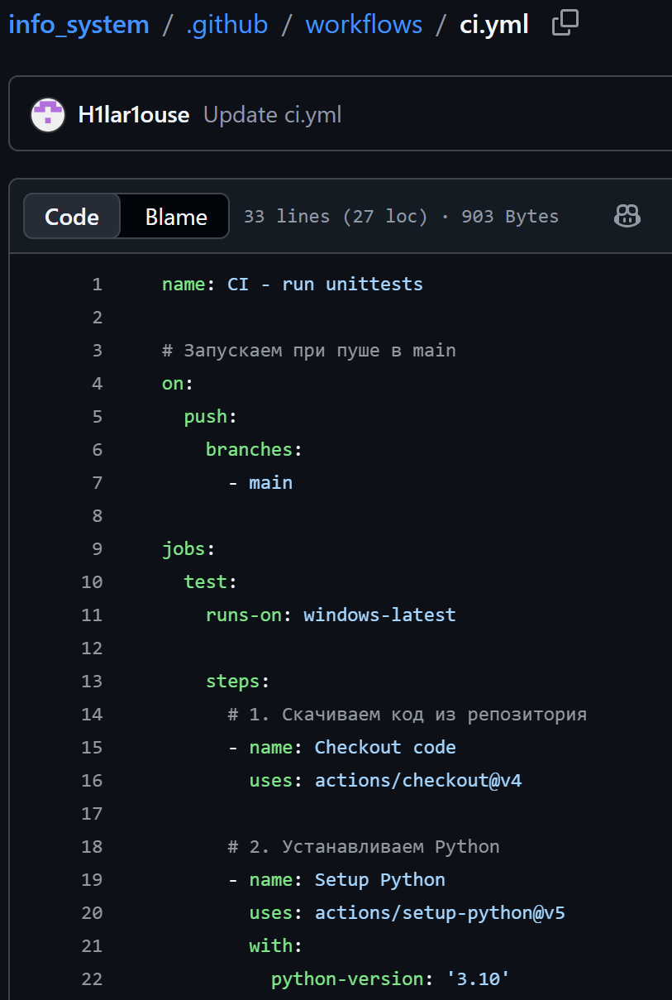 info_system / .github / workflows / ci.yml
H1lar1ouse Update ci.yml
Code Blame 33 lines (27 loc) · 903 Bytes
1 name: CI - run unittests
2
3 # Запускаем при пуше в main
4 on:
5 push:
6 branches:
7 - main
8
9 jobs:
10 test:
11 runs-on: windows-latest
12
13 steps:
14 # 1. Скачиваем код из репозитория
15 - name: Checkout code
16 uses: actions/checkout@v4
17
18 # 2. Устанавливаем Python
19 - name: Setup Python
20 uses: actions/setup-python@v5
21 with:
22 python-version: '3.10'